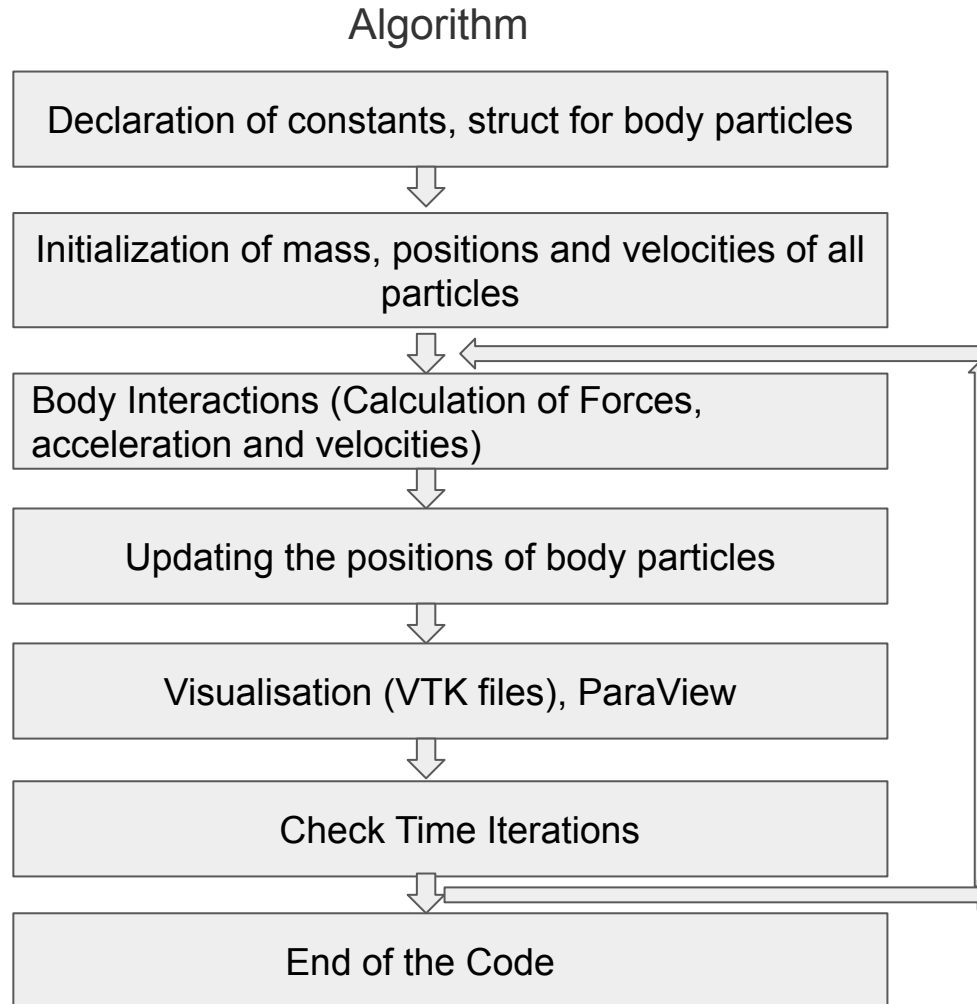 Algorithm
Declaration of constants, struct for body particles
Initialization of mass, positions and velocities of all
particles
Body Interactions (Calculation of Forces,
acceleration and velocities)
Updating the positions of body particles
Visualisation (VTK files), ParaView
Check Time Iterations
End of the Code